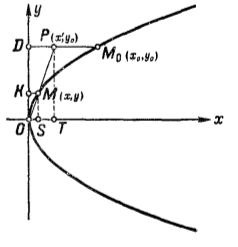 y
D P(x',y₀)
M₀(x₀,y₀)
K M(x,y)
O S T x